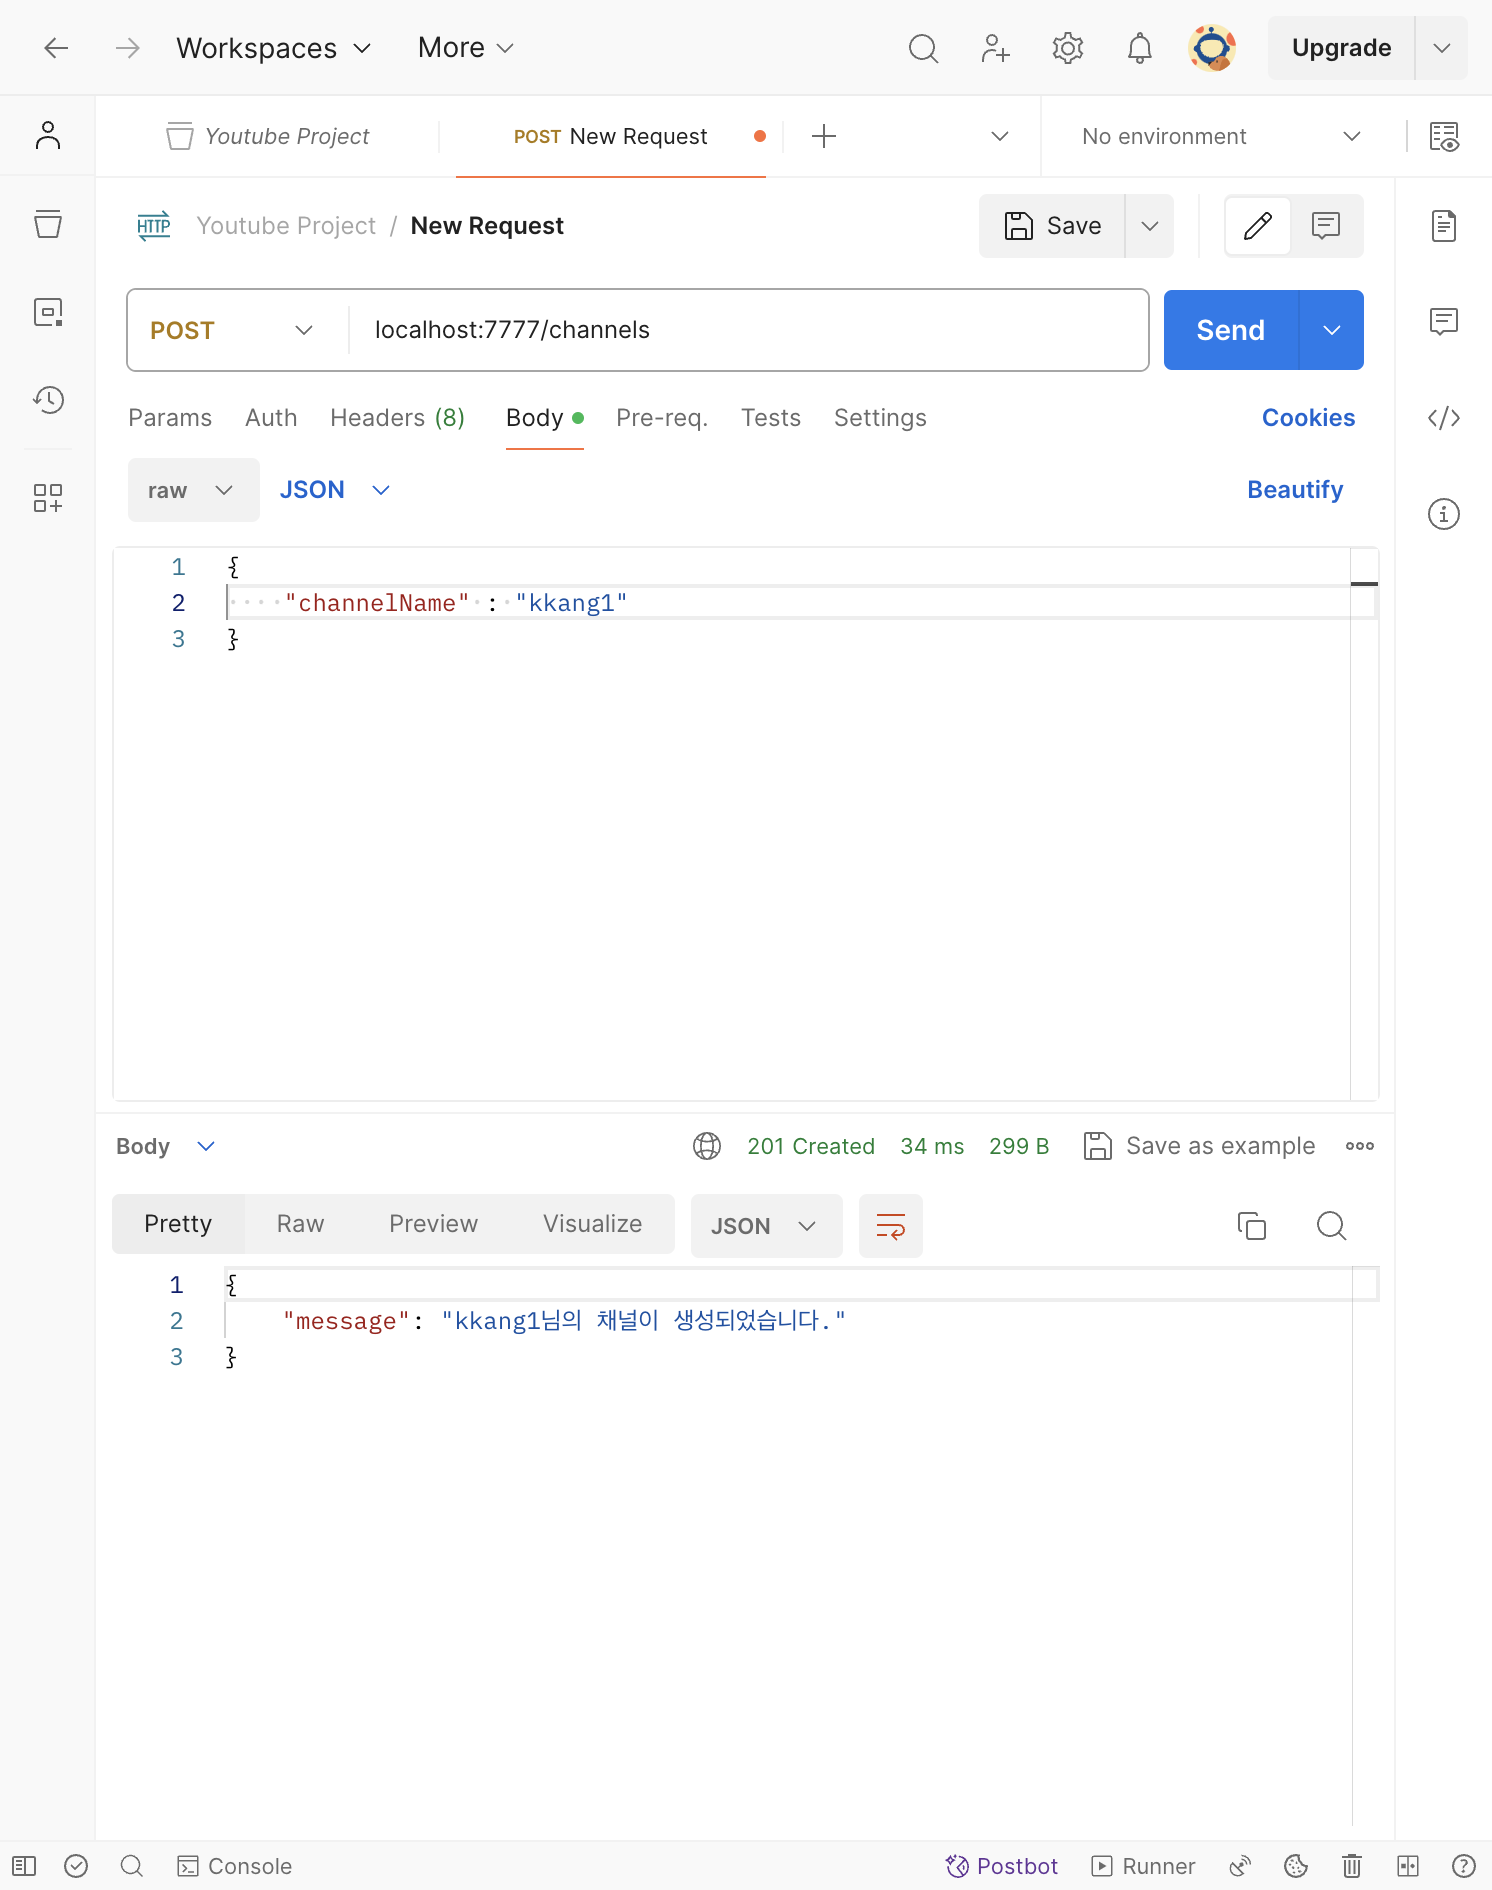 Workspaces More Upgrade
Youtube Project POST New Request No environment
HTTP Youtube Project / New Request Save
POST localhost:7777/channels Send
Params Auth Headers (8) Body Pre-req. Tests Settings Cookies
raw JSON Beautify
1 {
2 "channelName" : "kkang1"
3 }
Body 201 Created 34 ms 299 B Save as example
Pretty Raw Preview Visualize JSON
1 {
2 "message": "kkang1님의 채널이 생성되었습니다."
3 }
Console Postbot Runner